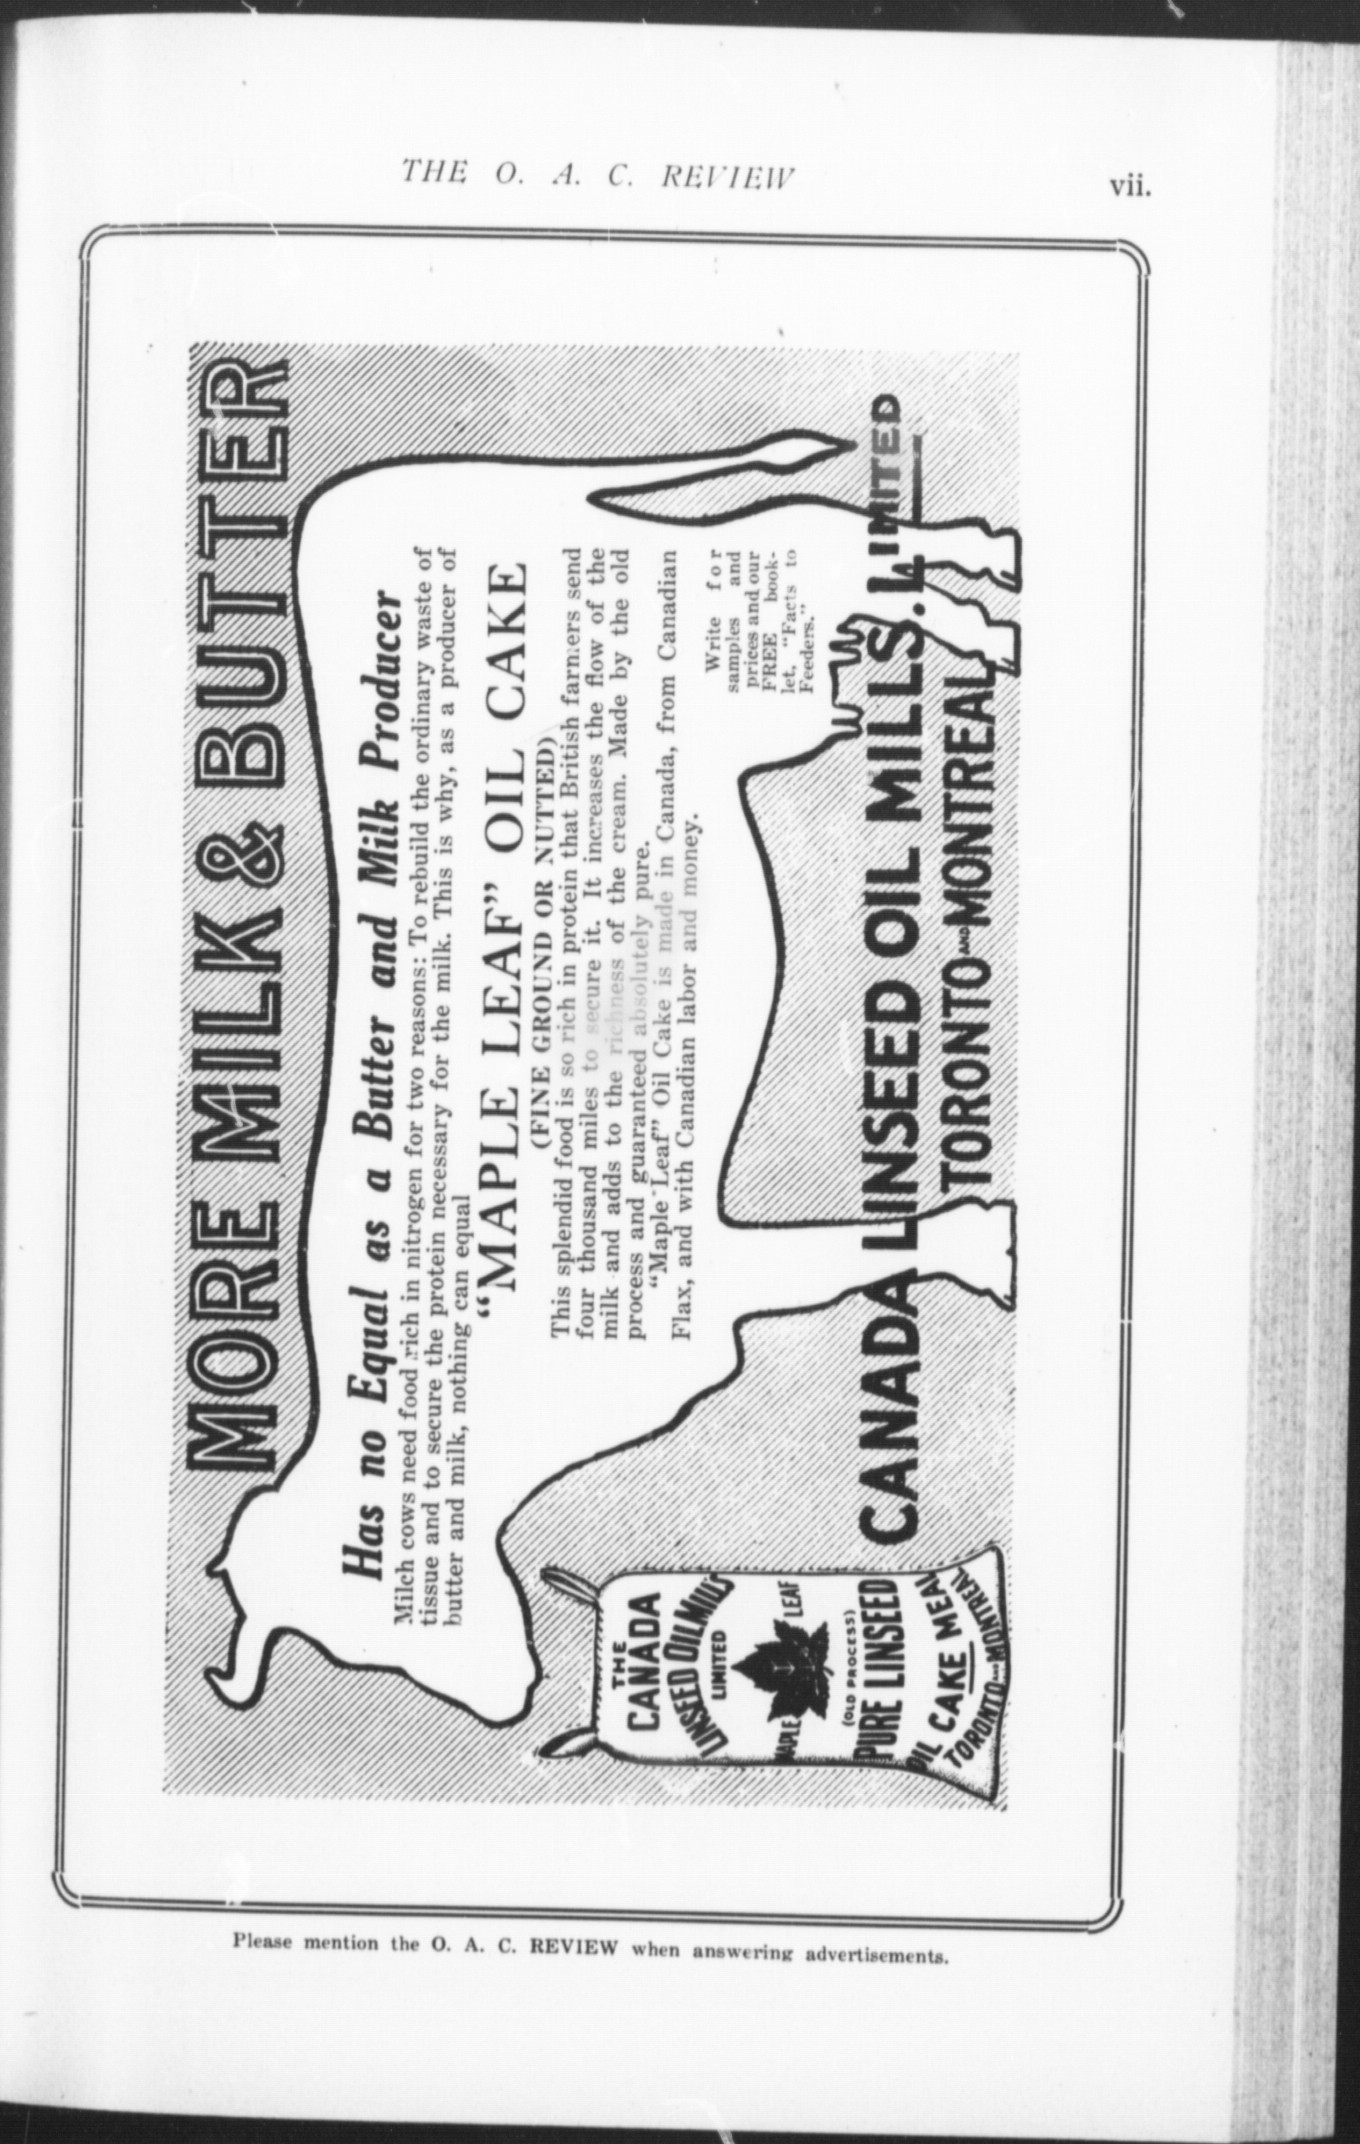 THE O. A. C. REVIEW
vii.
MORE MILK & BUTTER
Has no Equal as a Butter and Milk Producer
Milch cows need food rich in nitrogen for two reasons: To rebuild the ordinary waste of
tissue and to secure the protein necessary for the milk. This is why, as a producer of
butter and milk, nothing can equal
“MAPLE LEAF” OIL CAKE
(FINE GROUND OR NUTTED)
This splendid food is so rich in protein that British farmers send
four thousand miles to secure it. It increases the flow of the
milk and adds to the richness of the cream. Made by the old
process and guaranteed absolutely pure.
“Maple Leaf” Oil Cake is made in Canada, from Canadian
Flax, and with Canadian labor and money.
Write for
samples and
prices and our
FREE book-
let, “Facts to
Feeders.”
THE
CANADA
LINSEED OIL MILLS
LIMITED
MAPLE LEAF
(OLD PROCESS)
PURE LINSEED
OIL CAKE MEAL
TORONTO AND MONTREAL
CANADA LINSEED OIL MILLS. LIMITED
TORONTO AND MONTREAL
Please mention the O. A. C. REVIEW when answering advertisements.